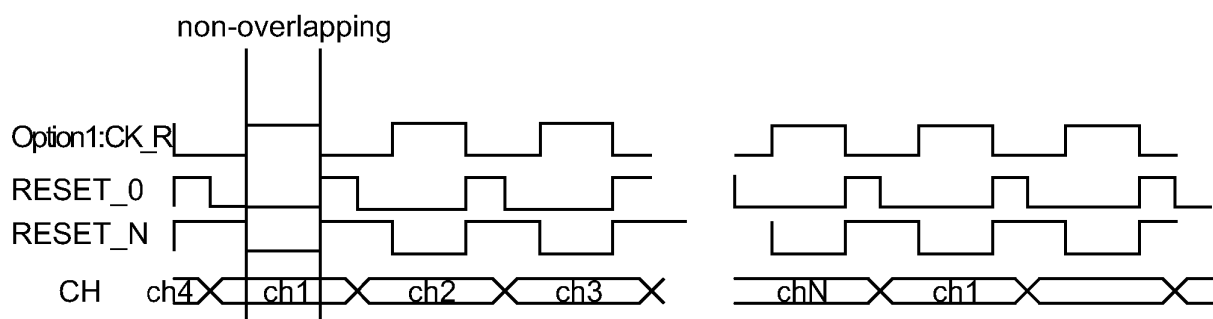 non-overlapping
Option1:CK_R
RESET_0
RESET_N
CH ch4 ch1 ch2 ch3 chN ch1